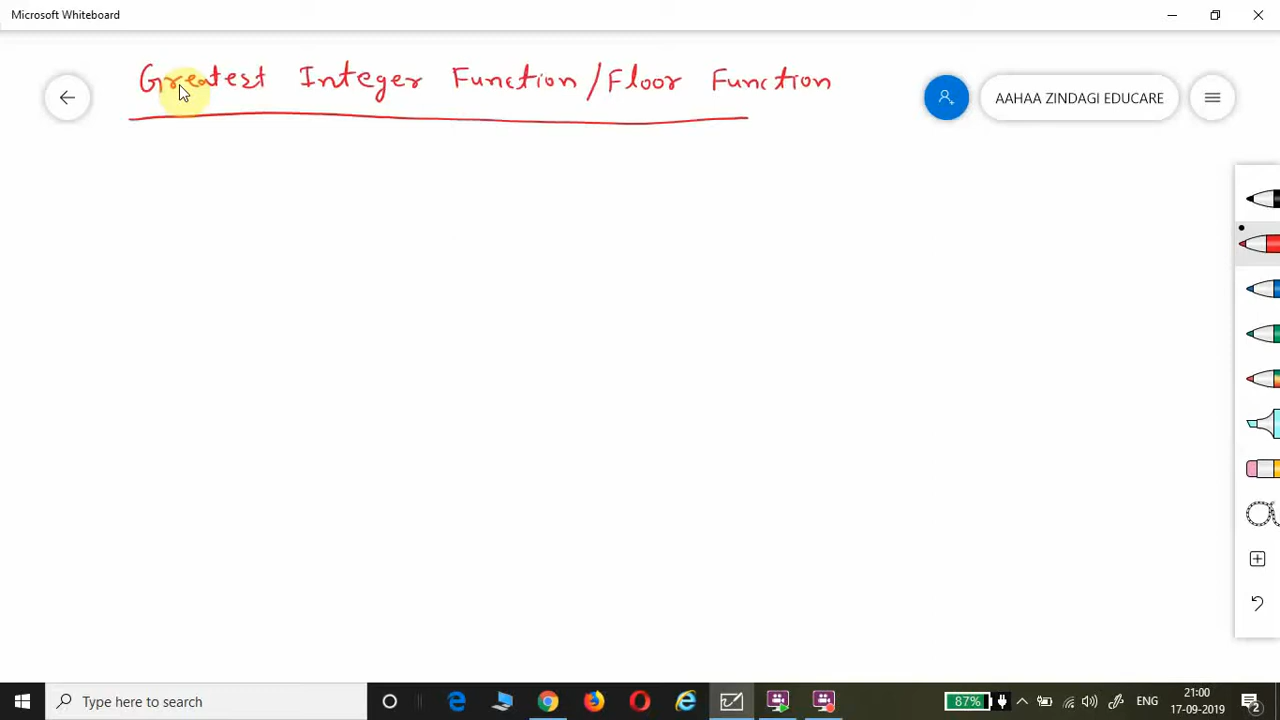 Microsoft Whiteboard
Greatest Integer Function/Floor Function
AAHAA ZINDAGI EDUCARE
Type here to search
87%
ENG
21:00
17-09-2019
2